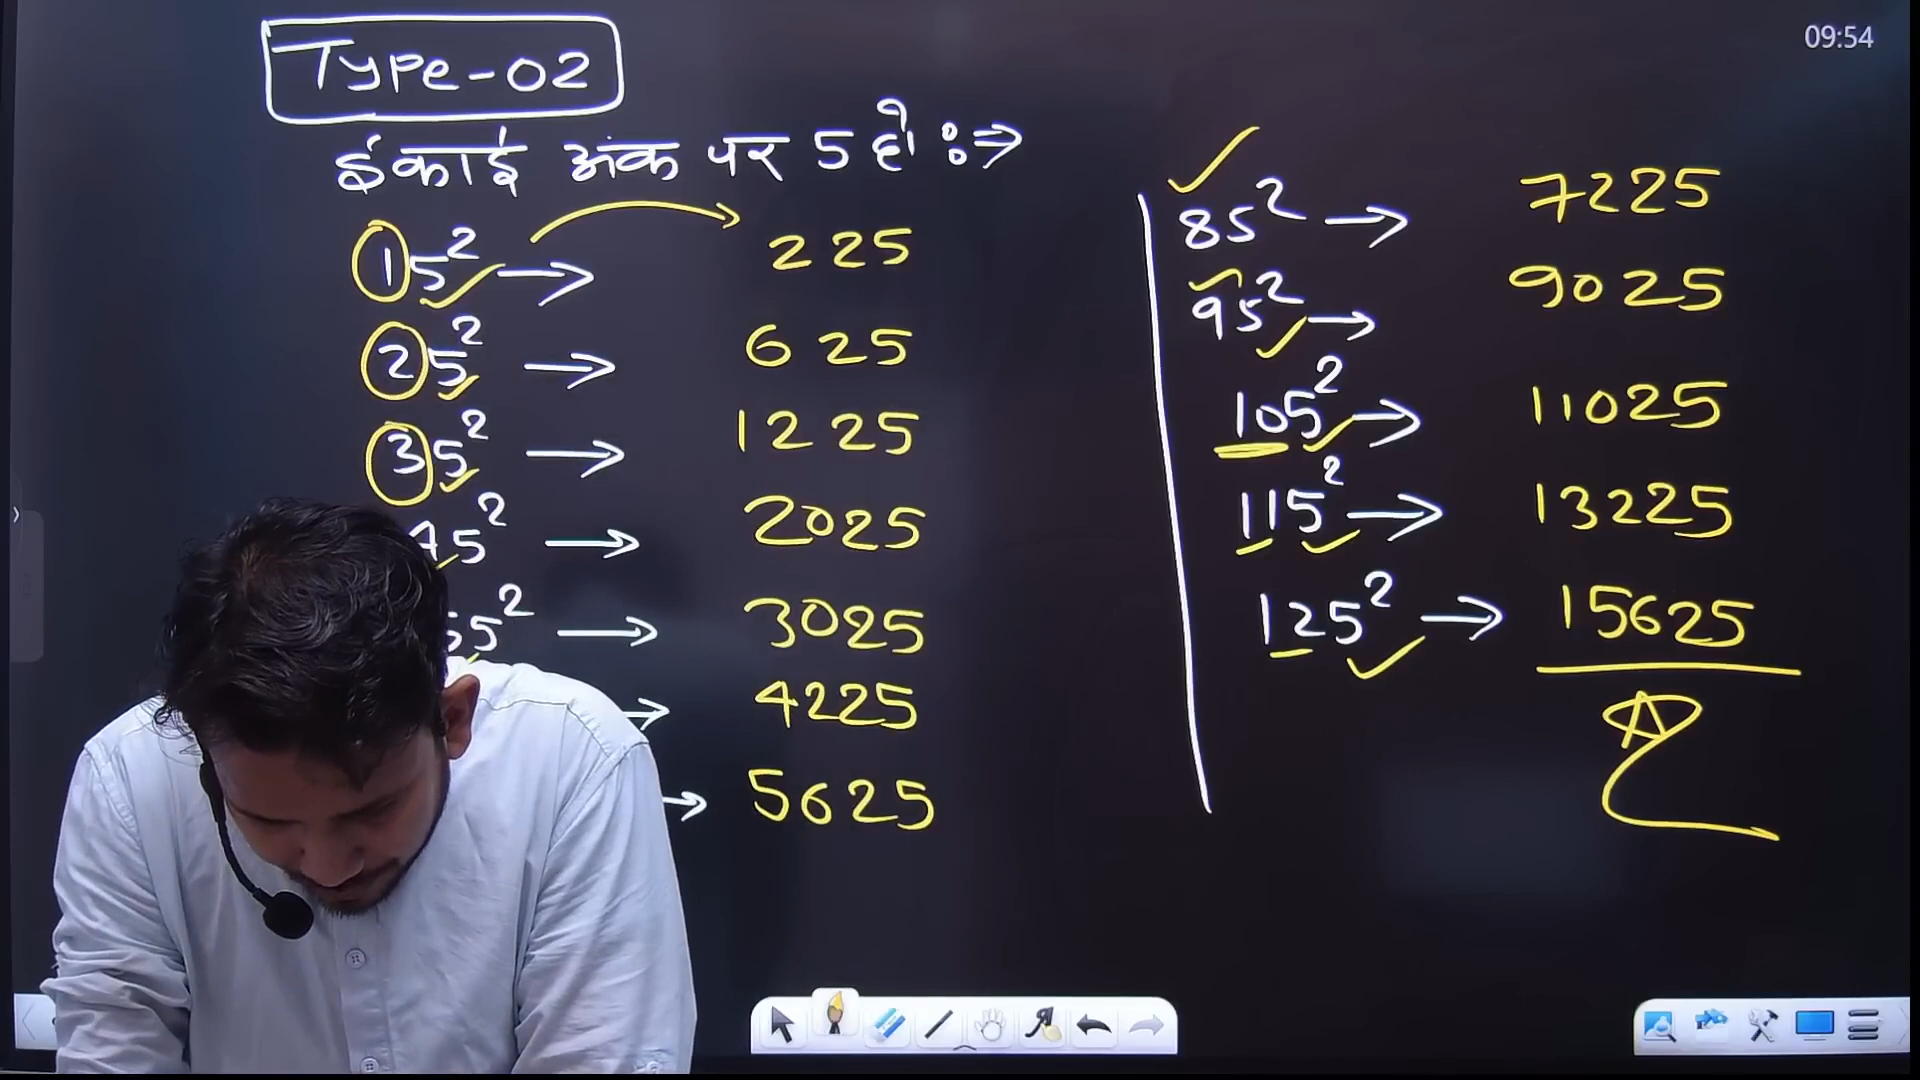 Type-02
इंकाई अंक पर 5 हो :→
15² → 225
25² → 625
35² → 1225
45² → 2025
55² → 3025
→ 4225
→ 5625
85² → 7225
95² → 9025
105² → 11025
115² → 13225
125² → 15625
09:54